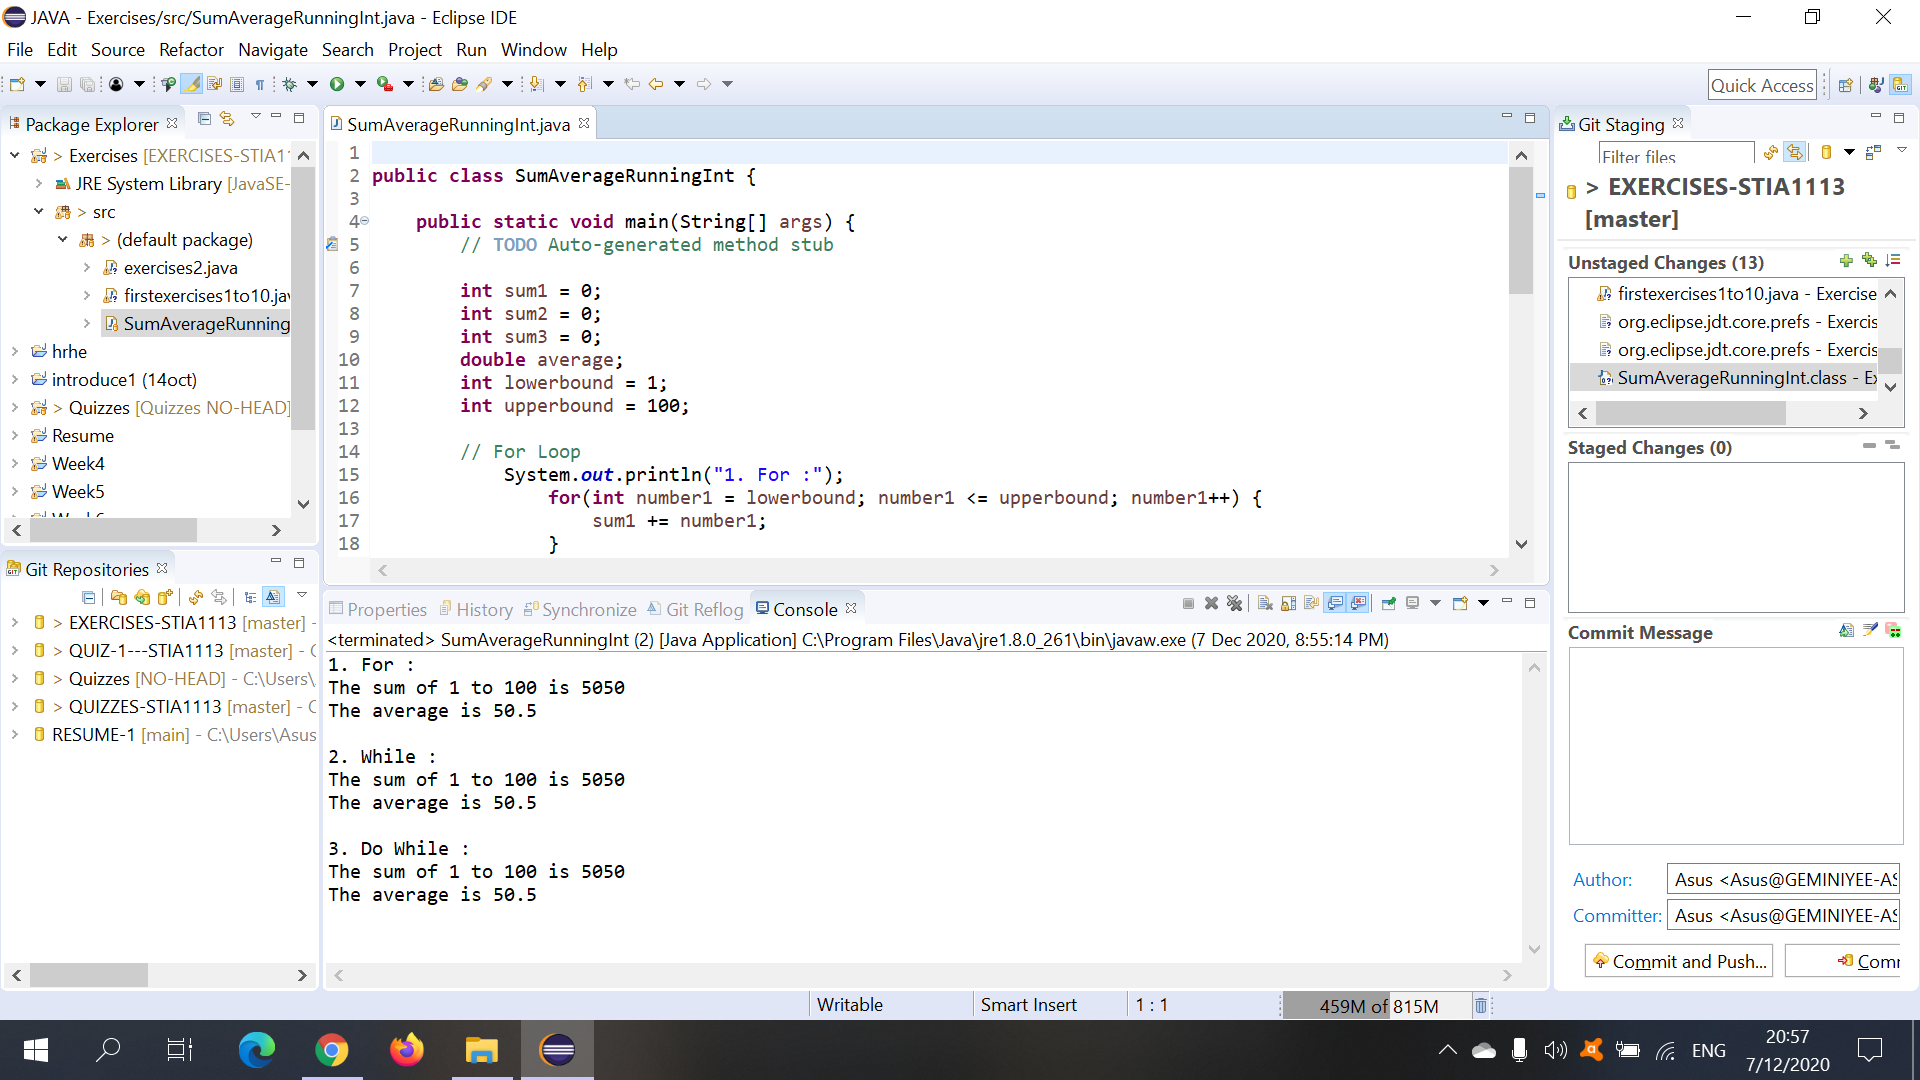 JAVA - Exercises/src/SumAverageRunningInt.java - Eclipse IDE
File Edit Source Refactor Navigate Search Project Run Window Help
Quick Access
Package Explorer
> Exercises [EXERCISES-STIA1
JRE System Library [JavaSE-
> src
> (default package)
exercises2.java
firstexercises1to10.jav
SumAverageRunning
hrhe
introduce1 (14oct)
> Quizzes [Quizzes NO-HEAD]
Resume
Week4
Week5
Git Repositories
> EXERCISES-STIA1113 [master] -
> QUIZ-1---STIA1113 [master] - C
> Quizzes [NO-HEAD] - C:\Users\
> QUIZZES-STIA1113 [master] - C
RESUME-1 [main] - C:\Users\Asus
SumAverageRunningInt.java
1
2 public class SumAverageRunningInt {
3
4 public static void main(String[] args) {
5 // TODO Auto-generated method stub
6
7 int sum1 = 0;
8 int sum2 = 0;
9 int sum3 = 0;
10 double average;
11 int lowerbound = 1;
12 int upperbound = 100;
13
14 // For Loop
15 System.out.println("1. For :");
16 for(int number1 = lowerbound; number1 <= upperbound; number1++) {
17 sum1 += number1;
18 }
Properties History Synchronize Git Reflog Console
<terminated> SumAverageRunningInt (2) [Java Application] C:\Program Files\Java\jre1.8.0_261\bin\javaw.exe (7 Dec 2020, 8:55:14 PM)
1. For :
The sum of 1 to 100 is 5050
The average is 50.5
2. While :
The sum of 1 to 100 is 5050
The average is 50.5
3. Do While :
The sum of 1 to 100 is 5050
The average is 50.5
Git Staging
Filter files
> EXERCISES-STIA1113
[master]
Unstaged Changes (13)
firstexercises1to10.java - Exercise
org.eclipse.jdt.core.prefs - Exercis
org.eclipse.jdt.core.prefs - Exercis
SumAverageRunningInt.class - Ex
Staged Changes (0)
Commit Message
Author: Asus <Asus@GEMINIYEE-AS
Committer: Asus <Asus@GEMINIYEE-AS
Commit and Push... Comr
Writable Smart Insert 1 : 1 459M of 815M
ENG
20:57
7/12/2020